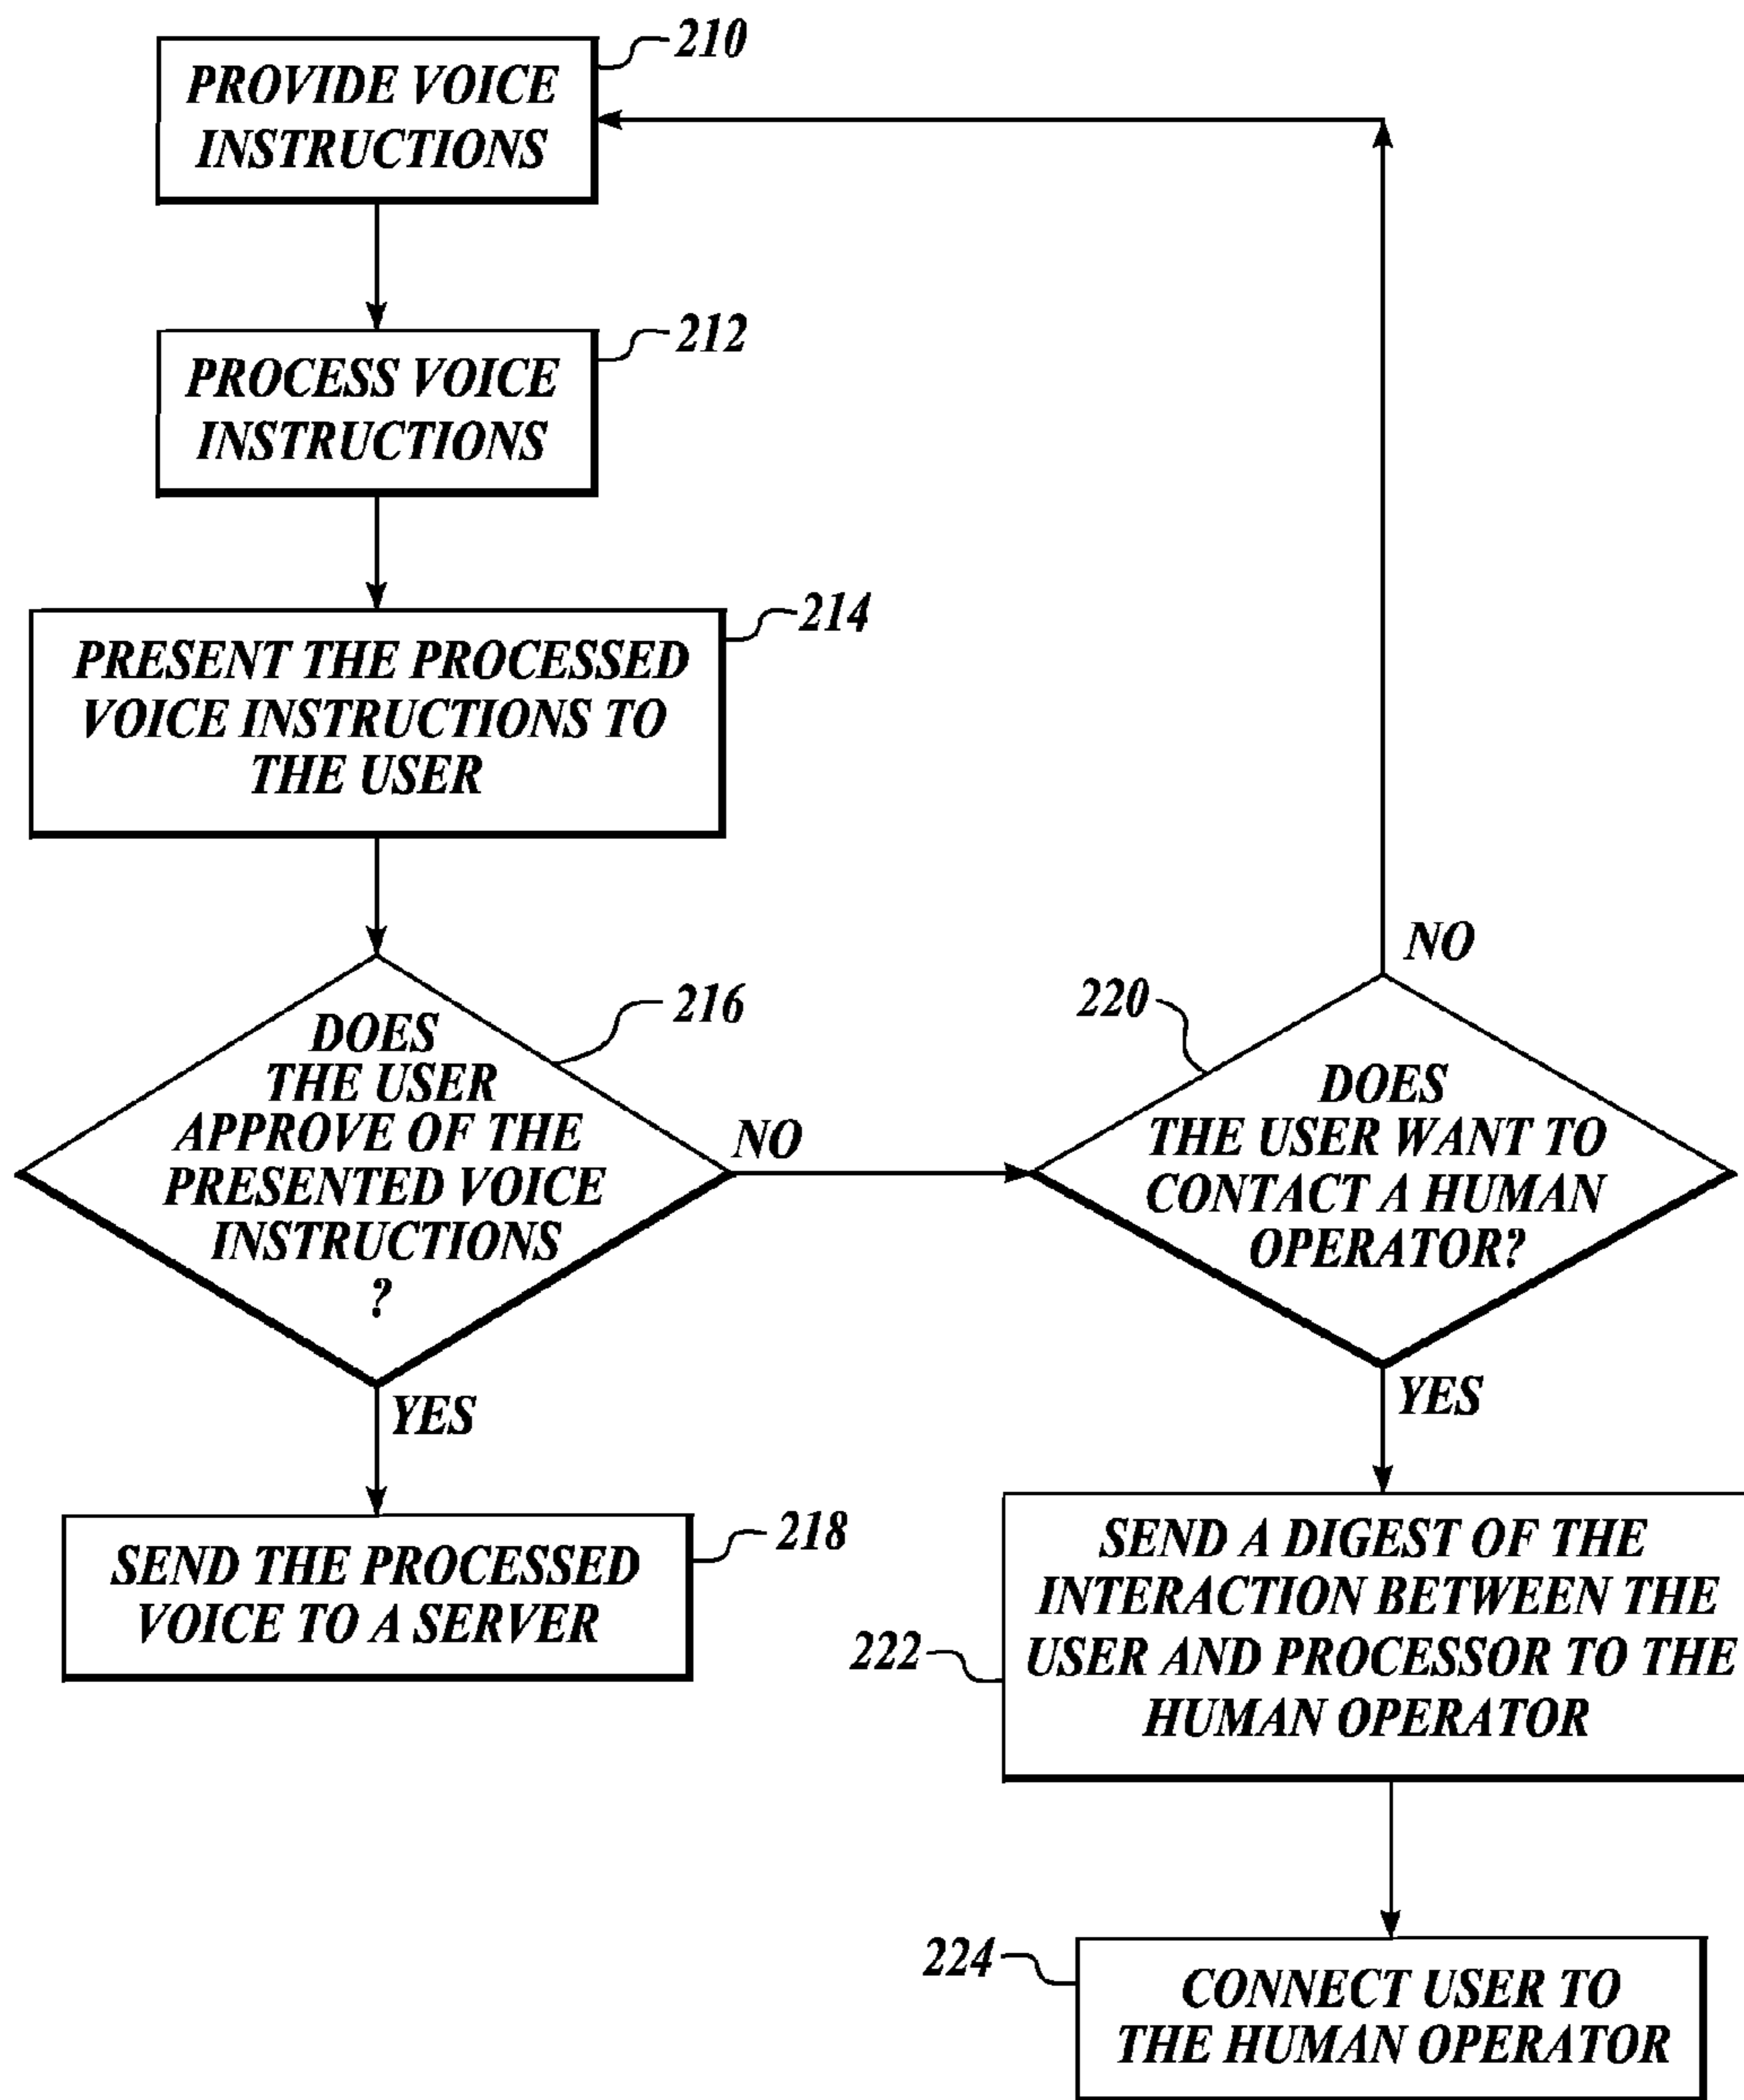 210
PROVIDE VOICE
INSTRUCTIONS
212
PROCESS VOICE
INSTRUCTIONS
214
PRESENT THE PROCESSED
VOICE INSTRUCTIONS TO
THE USER
216
DOES
THE USER
APPROVE OF THE
PRESENTED VOICE
INSTRUCTIONS
?
NO
YES
218
SEND THE PROCESSED
VOICE TO A SERVER
220
DOES
THE USER WANT TO
CONTACT A HUMAN
OPERATOR?
NO
YES
222
SEND A DIGEST OF THE
INTERACTION BETWEEN THE
USER AND PROCESSOR TO THE
HUMAN OPERATOR
224
CONNECT USER TO
THE HUMAN OPERATOR